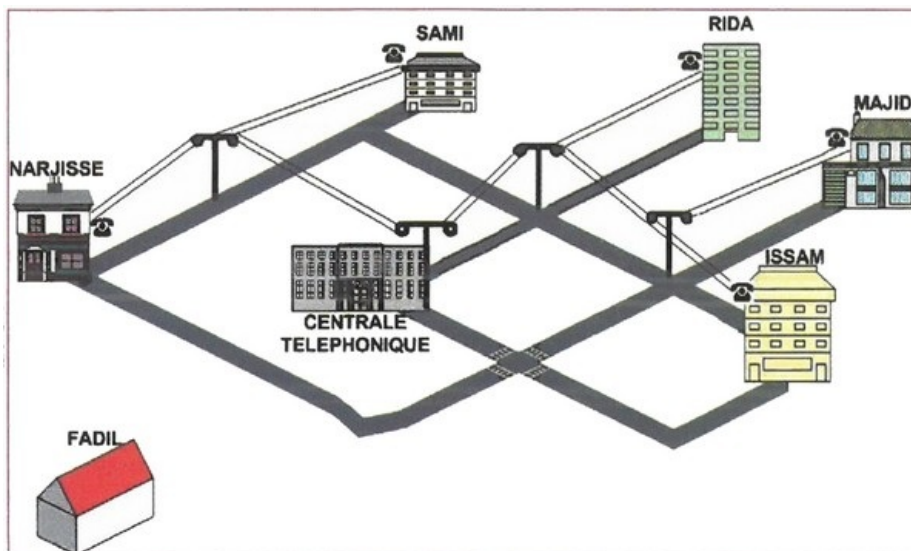 SAMI
RIDA
MAJID
NARJISSE
ISSAM
CENTRALE
TELEPHONIQUE
FADIL